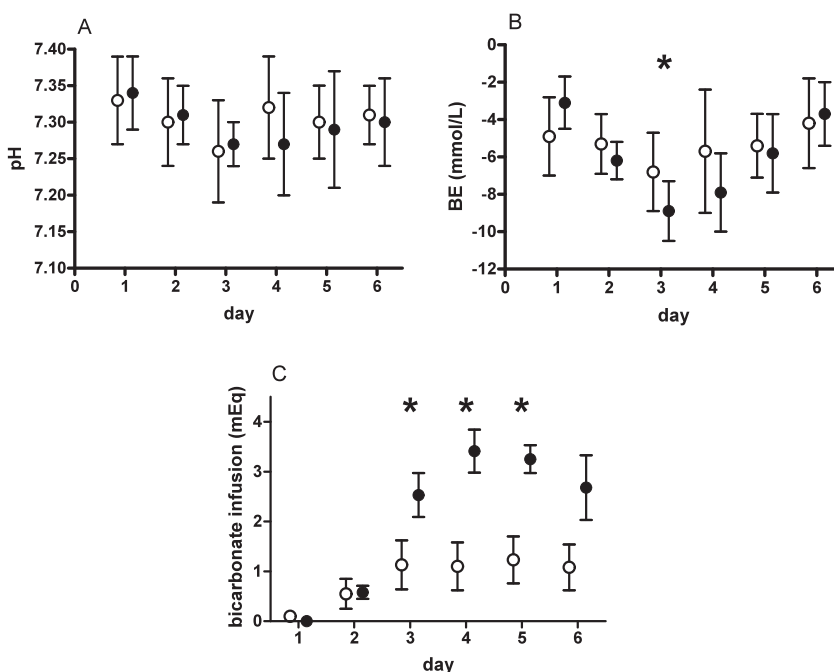 A
7.40
7.35
7.30
7.25
7.20
7.15
7.10
pH
0 1 2 3 4 5 6
day
B
0
-2
-4
-6
-8
-10
-12
BE (mmol/L)
*
0 1 2 3 4 5 6
day
C
4
3
2
1
0
bicarbonate infusion (mEq)
* * *
1 2 3 4 5 6
day